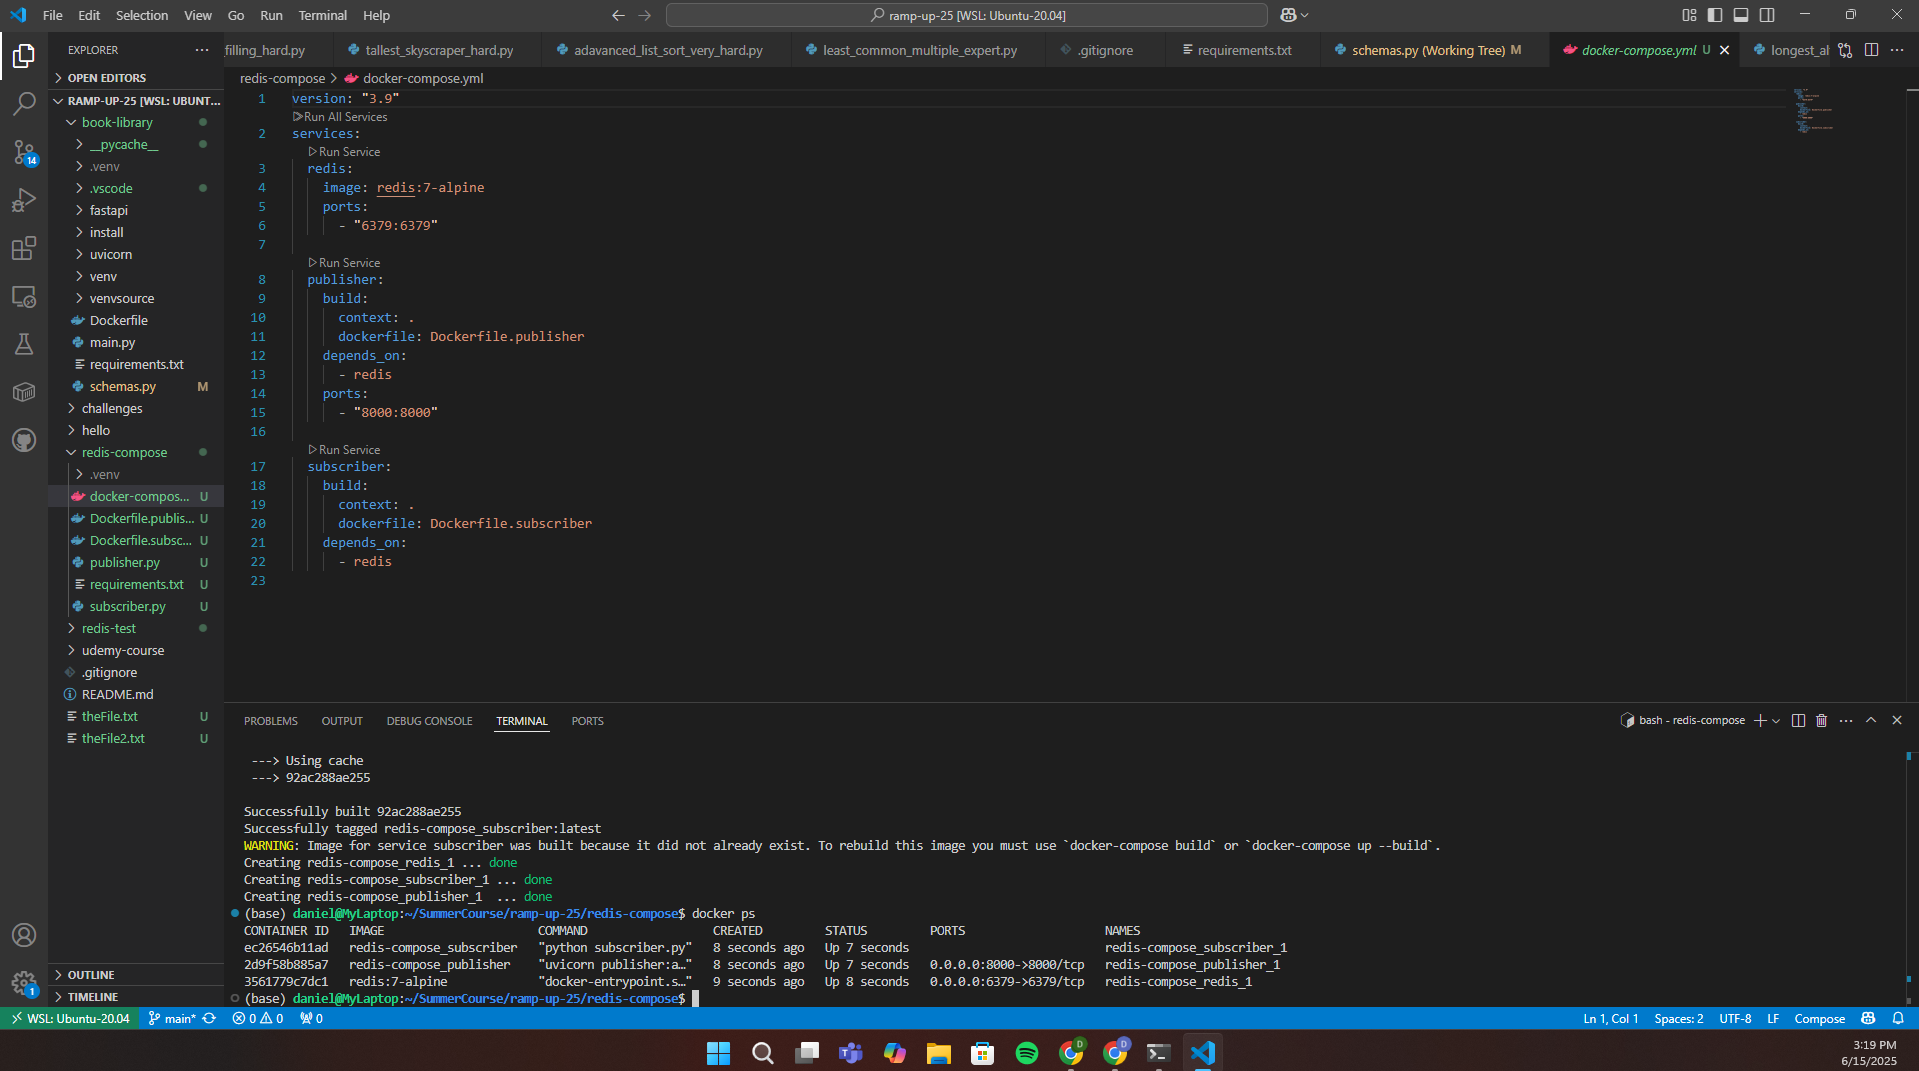 File Edit Selection View Go Run Terminal Help
ramp-up-25 [WSL: Ubuntu-20.04]
EXPLORER
OPEN EDITORS
RAMP-UP-25 [WSL: UBUNT...
book-library
__pycache__
.venv
.vscode
fastapi
install
uvicorn
venv
venvsource
Dockerfile
main.py
requirements.txt
schemas.py M
challenges
hello
redis-compose
.venv
docker-compos... U
Dockerfile.publis... U
Dockerfile.subsc... U
publisher.py U
requirements.txt U
subscriber.py U
redis-test
udemy-course
.gitignore
README.md
theFile.txt U
theFile2.txt U
OUTLINE
TIMELINE
14
1
filling_hard.py tallest_skyscraper_hard.py adavanced_list_sort_very_hard.py least_common_multiple_expert.py .gitignore requirements.txt schemas.py (Working Tree) M docker-compose.yml U longest_al
redis-compose > docker-compose.yml
1 version: "3.9"
Run All Services
2 services:
Run Service
3 redis:
4 image: redis:7-alpine
5 ports:
6 - "6379:6379"
7
Run Service
8 publisher:
9 build:
10 context: .
11 dockerfile: Dockerfile.publisher
12 depends_on:
13 - redis
14 ports:
15 - "8000:8000"
16
Run Service
17 subscriber:
18 build:
19 context: .
20 dockerfile: Dockerfile.subscriber
21 depends_on:
22 - redis
23
PROBLEMS OUTPUT DEBUG CONSOLE TERMINAL PORTS
bash - redis-compose
---> Using cache
---> 92ac288ae255
Successfully built 92ac288ae255
Successfully tagged redis-compose_subscriber:latest
WARNING: Image for service subscriber was built because it did not already exist. To rebuild this image you must use `docker-compose build` or `docker-compose up --build`.
Creating redis-compose_redis_1 ... done
Creating redis-compose_subscriber_1 ... done
Creating redis-compose_publisher_1 ... done
(base) daniel@MyLaptop:~/SummerCourse/ramp-up-25/redis-compose$ docker ps
CONTAINER ID IMAGE COMMAND CREATED STATUS PORTS NAMES
ec26546b11ad redis-compose_subscriber "python subscriber.py" 8 seconds ago Up 7 seconds redis-compose_subscriber_1
2d9f58b885a7 redis-compose_publisher "uvicorn publisher:a…" 8 seconds ago Up 7 seconds 0.0.0.0:8000->8000/tcp redis-compose_publisher_1
3561779c7dc1 redis:7-alpine "docker-entrypoint.s…" 9 seconds ago Up 8 seconds 0.0.0.0:6379->6379/tcp redis-compose_redis_1
(base) daniel@MyLaptop:~/SummerCourse/ramp-up-25/redis-compose$
WSL: Ubuntu-20.04 main* 0 0 0 Ln 1, Col 1 Spaces: 2 UTF-8 LF Compose
D D
3:19 PM
6/15/2025